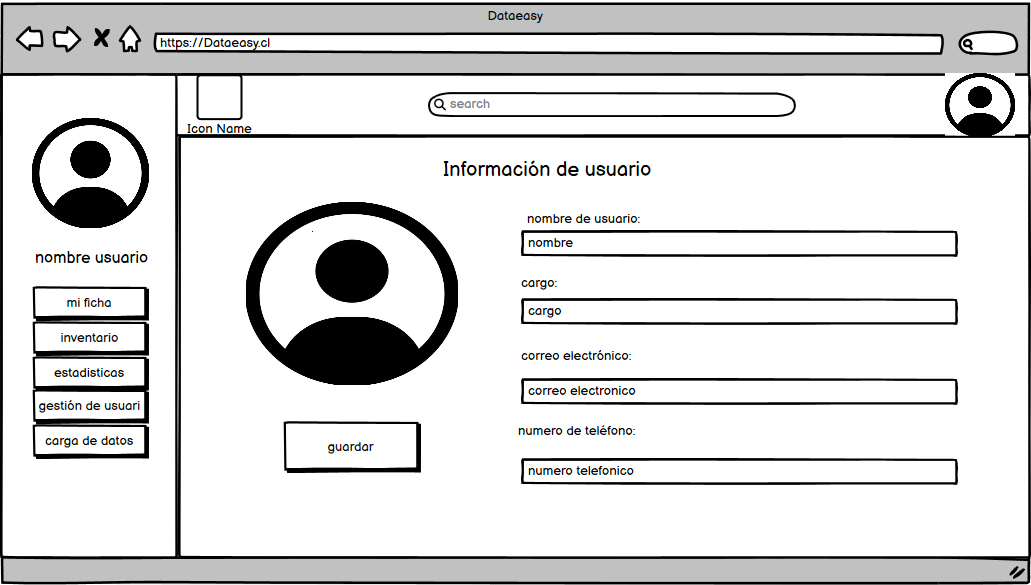 Dataeasy
https://Dataeasy.cl
search
Icon Name
nombre usuario
mi ficha
inventario
estadisticas
gestión de usuari
carga de datos
Información de usuario
guardar
nombre de usuario:
nombre
cargo:
cargo
correo electrónico:
correo electronico
numero de teléfono:
numero telefonico